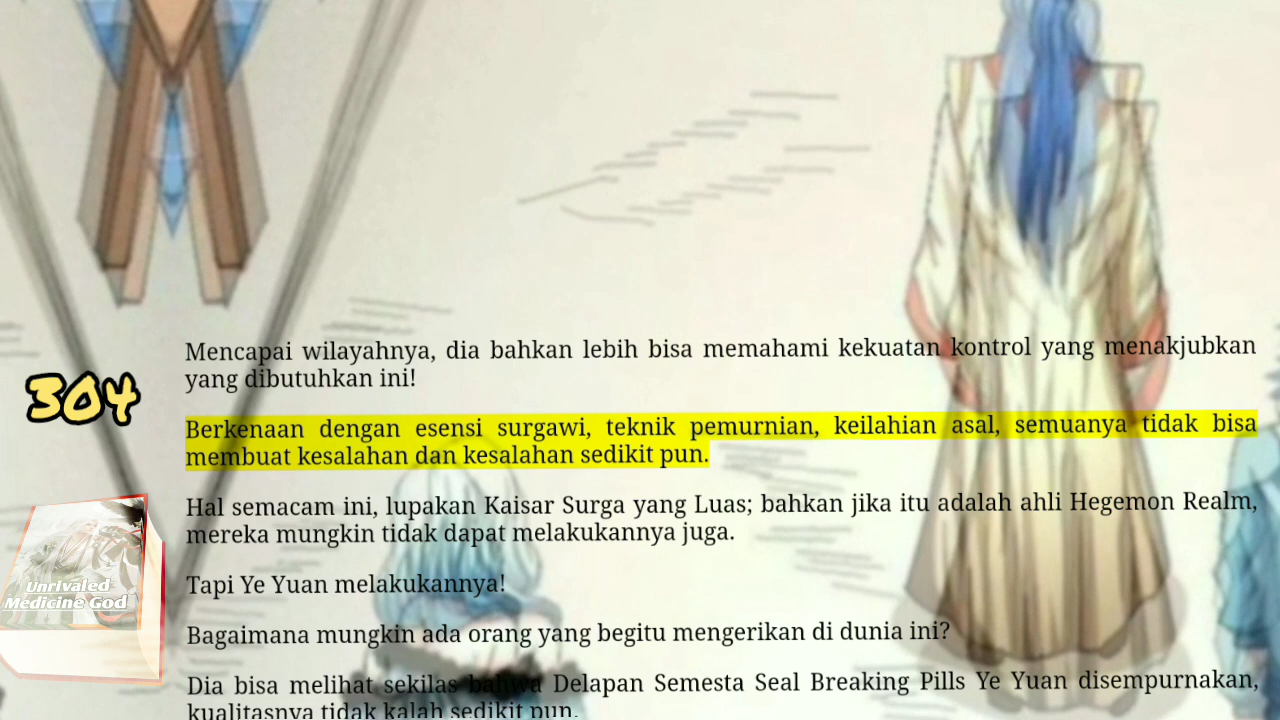 Mencapai wilayahnya, dia bahkan lebih bisa memahami kekuatan kontrol yang menakjubkan
yang dibutuhkan ini!
304
Berkenaan dengan esensi surgawi, teknik pemurnian, keilahian asal, semuanya tidak bisa
membuat kesalahan dan kesalahan sedikit pun.
Hal semacam ini, lupakan Kaisar Surga yang Luas; bahkan jika itu adalah ahli Hegemon Realm,
mereka mungkin tidak dapat melakukannya juga.
Unrivaled
Medicine God
Tapi Ye Yuan melakukannya!
Bagaimana mungkin ada orang yang begitu mengerikan di dunia ini?
Dia bisa melihat sekilas bahwa Delapan Semesta Seal Breaking Pills Ye Yuan disempurnakan,
kualitasnya tidak kalah sedikit pun.